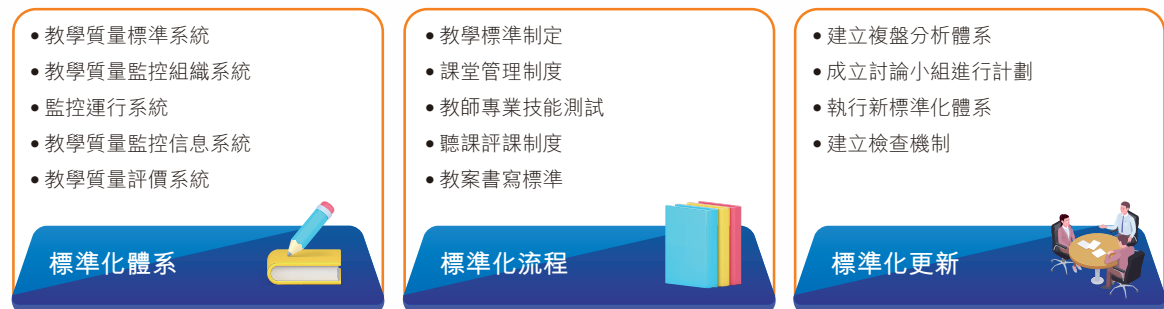 • 教學質量標準系統
• 教學質量監控組織系統
• 監控運行系統
• 教學質量監控信息系統
• 教學質量評價系統
標準化體系
• 教學標準制定
• 課堂管理制度
• 教師專業技能測試
• 聽課評課制度
• 教案書寫標準
標準化流程
• 建立複盤分析體系
• 成立討論小組進行計劃
• 執行新標準化體系
• 建立檢查機制
標準化更新